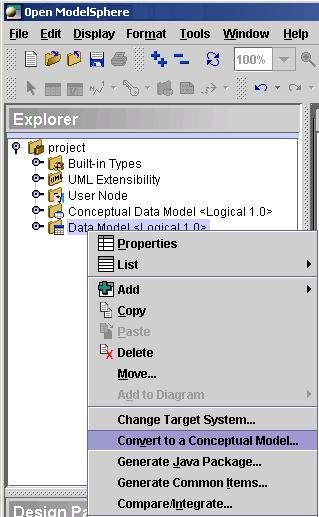 Open ModelSphere
File Edit Display Format Tools Window Help
100%
Explorer
project
Built-in Types
UML Extensibility
User Node
Conceptual Data Model <Logical 1.0>
Data Model <Logical 1.0>
Properties
List
Add
Copy
Paste
Delete
Move...
Add to Diagram
Change Target System...
Convert to a Conceptual Model...
Generate Java Package...
Generate Common Items...
Compare/Integrate...
Design Pa